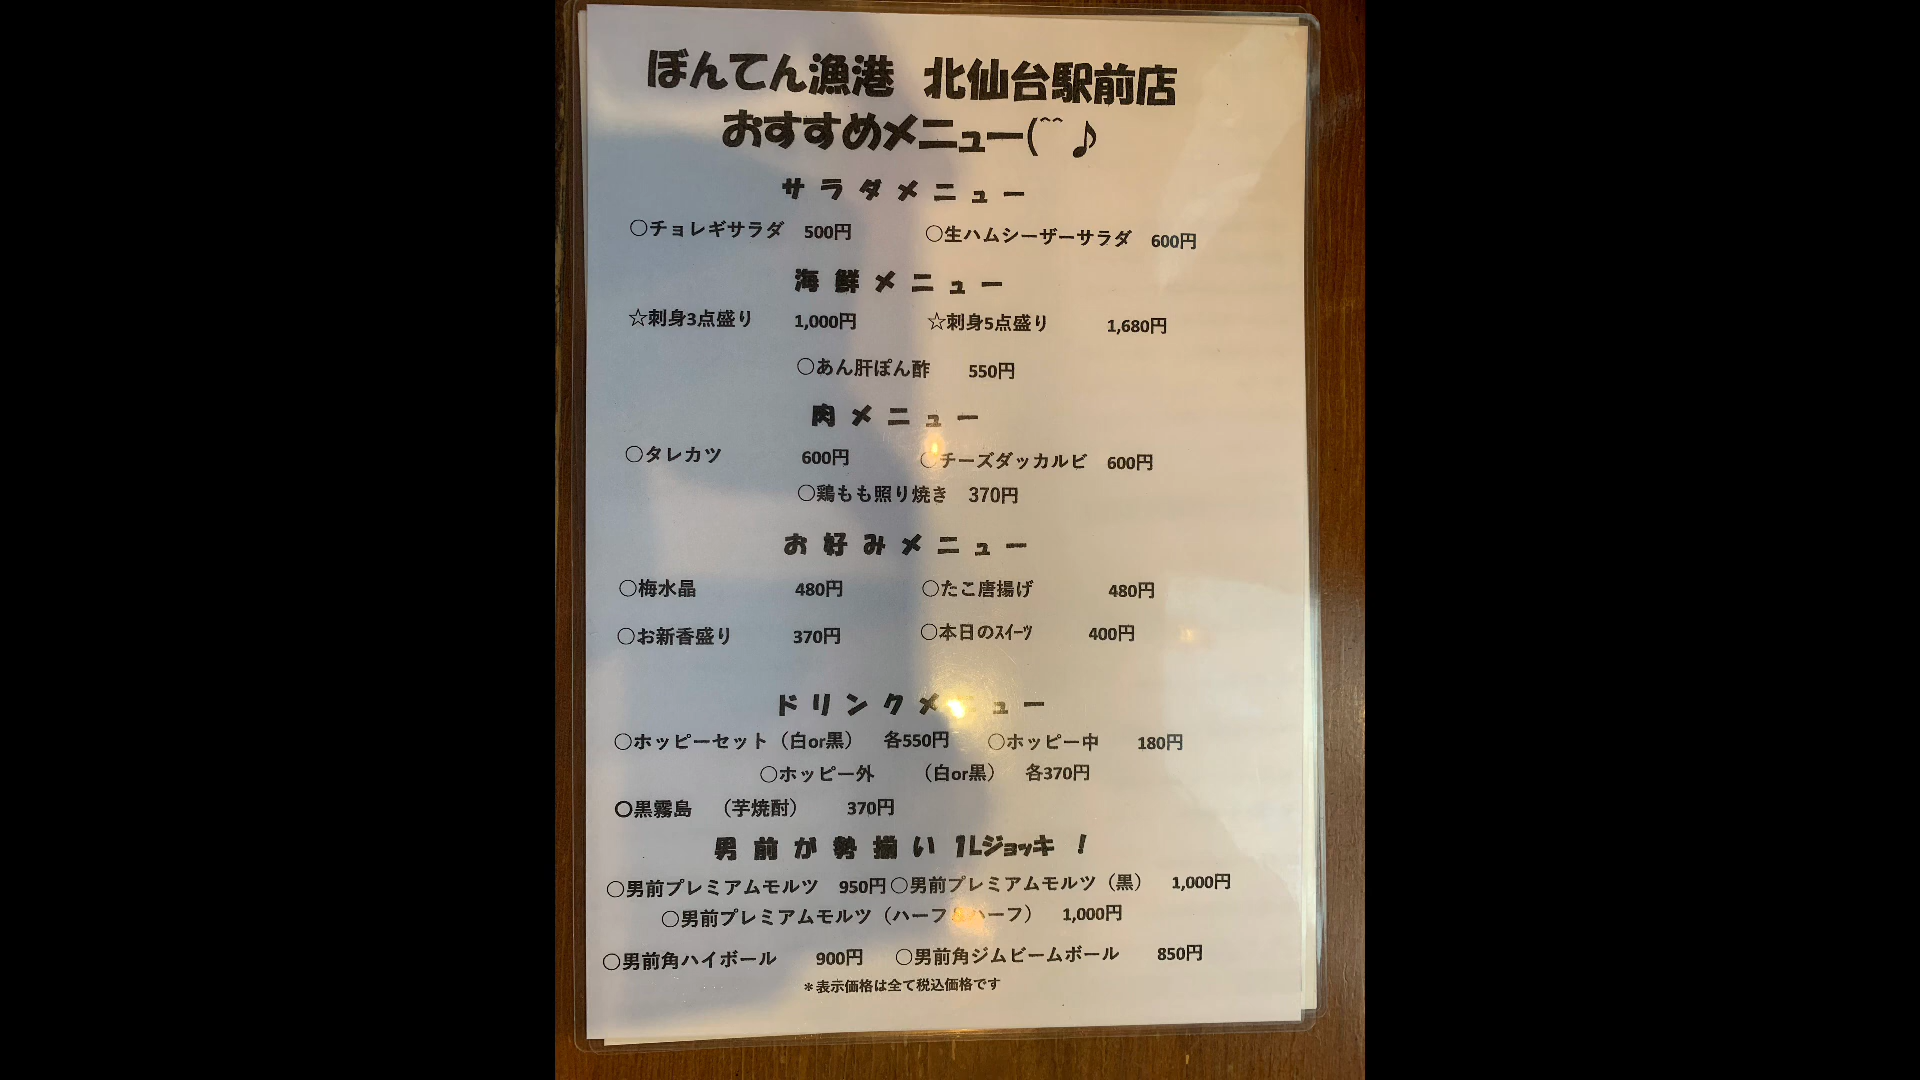 ぼんてん漁港 北仙台駅前店
おすすめメニュー(^^♪
サラダメニュー
○チョレギサラダ 500円 ○生ハムシーザーサラダ 600円
海鮮メニュー
☆刺身3点盛り 1,000円 ☆刺身5点盛り 1,680円
○あん肝ぽん酢 550円
肉メニュー
○タレカツ 600円 ○チーズダッカルビ 600円
○鶏もも照り焼き 370円
お好みメニュー
○梅水晶 480円 ○たこ唐揚げ 480円
○お新香盛り 370円 ○本日のｽｲｰﾂ 400円
ドリンクメニュー
○ホッピーセット（白or黒） 各550円 ○ホッピー中 180円
○ホッピー外 （白or黒） 各370円
○黒霧島 （芋焼酎） 370円
男前が勢揃い 1Lジョッキ！
○男前プレミアムモルツ 950円 ○男前プレミアムモルツ（黒） 1,000円
○男前プレミアムモルツ（ハーフ&ハーフ） 1,000円
○男前角ハイボール 900円 ○男前角ジムビームボール 850円
＊表示価格は全て税込価格です